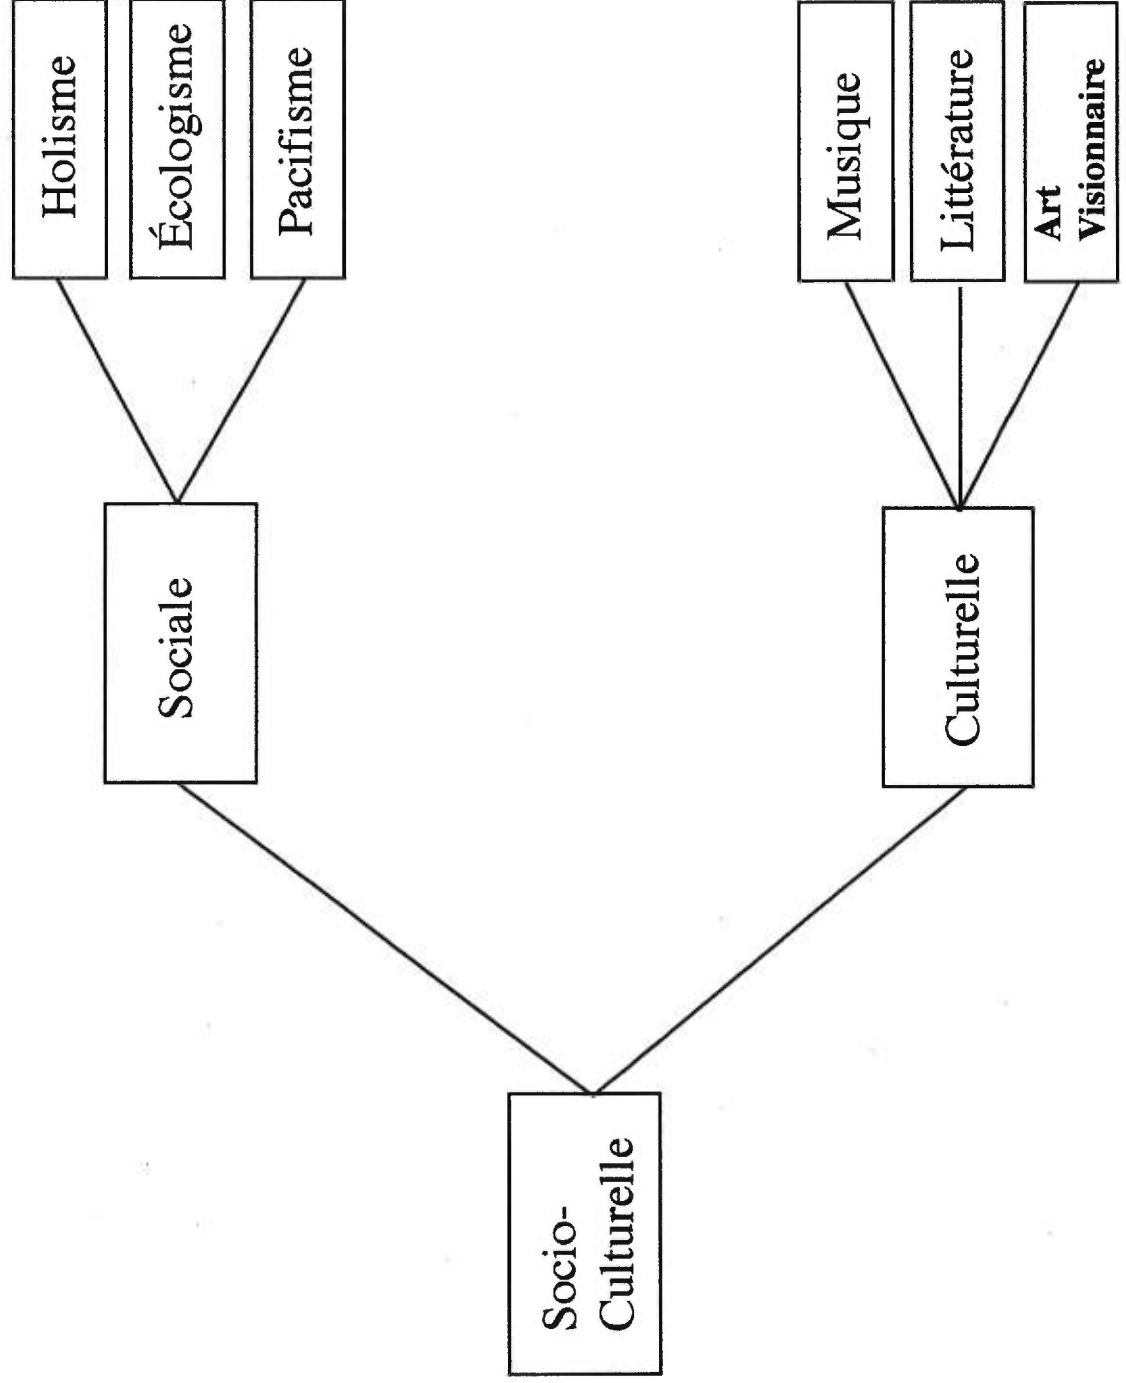 Socio-
Culturelle
Sociale
Holisme
Écologisme
Pacifisme
Culturelle
Musique
Littérature
Art
Visionnaire